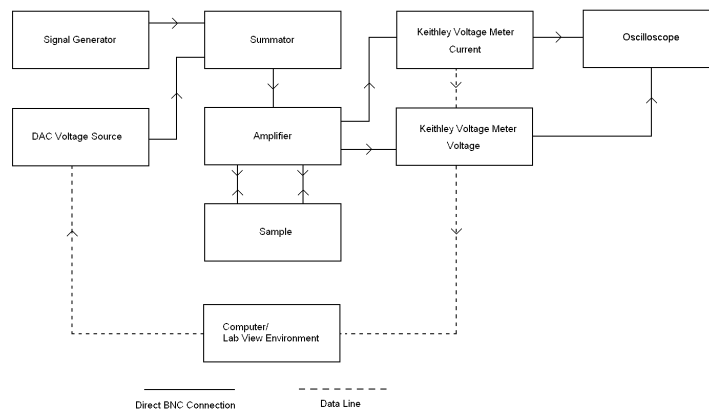 Signal Generator
Summator
Keithley Voltage Meter
Current
Oscilloscope
DAC Voltage Source
Amplifier
Keithley Voltage Meter
Voltage
Sample
Computer/
Lab View Environment
Direct BNC Connection
Data Line